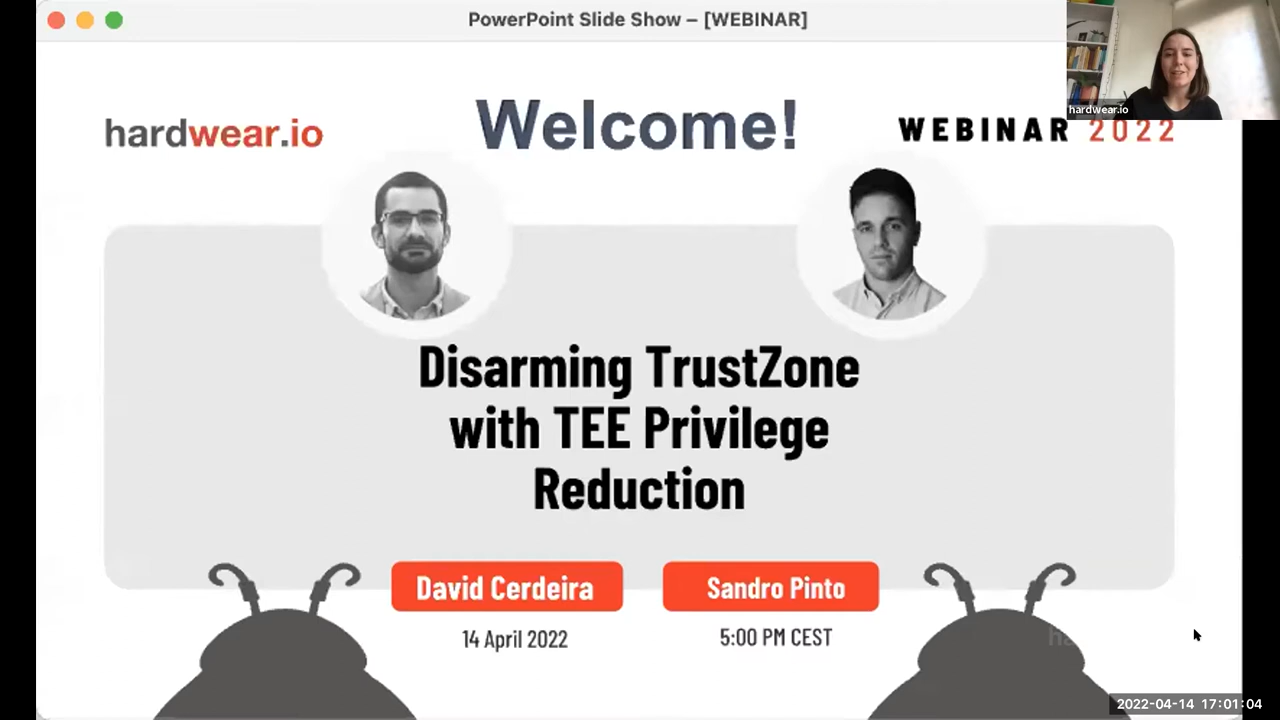 PowerPoint Slide Show – [WEBINAR]
hardwear.io
hardwear.io
Welcome!
WEBINAR 2022
Disarming TrustZone
with TEE Privilege
Reduction
David Cerdeira
Sandro Pinto
14 April 2022
5:00 PM CEST
2022-04-14 17:01:04